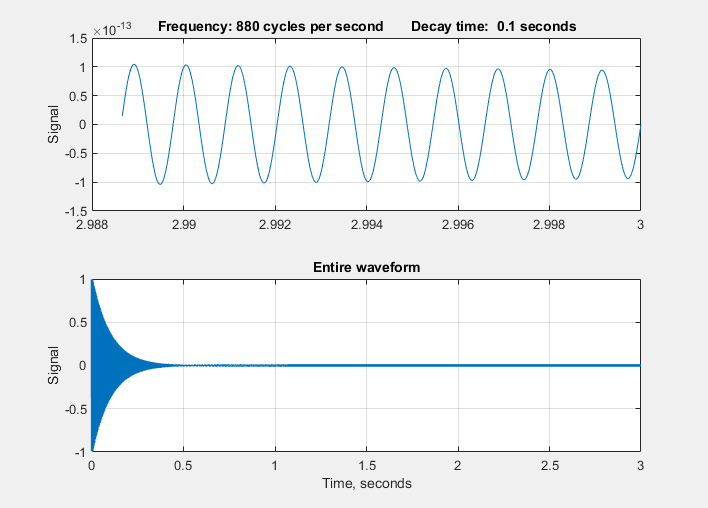 Frequency: 880 cycles per second Decay time: 0.1 seconds
×10-13
1.5
1
0.5
0
-0.5
-1
-1.5
Signal
2.988 2.99 2.992 2.994 2.996 2.998 3
Entire waveform
1
0.5
0
-0.5
-1
Signal
0 0.5 1 1.5 2 2.5 3
Time, seconds